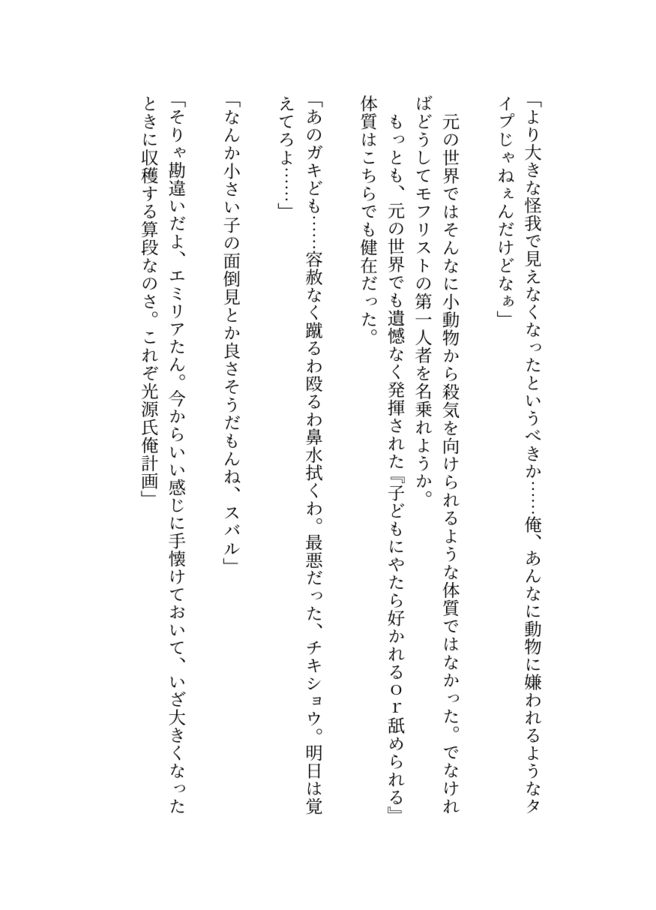 「より大きな怪我で見えなくなったというべきか……俺、あんなに動物に嫌われるようなタ
イプじゃねぇんだけどなぁ」
元の世界ではそんなに小動物から殺気を向けられるような体質ではなかった。でなけれ
ばどうしてモフリストの第一人者を名乗れようか。
もっとも、元の世界でも遺憾なく発揮された『子どもにやたら好かれるｏｒ舐められる』
体質はこちらでも健在だった。
「あのガキども……容赦なく蹴るわ殴るわ鼻水拭くわ。最悪だった、チキショウ。明日は覚
えてろよ……」
「なんか小さい子の面倒見とか良さそうだもんね、スバル」
「そりゃ勘違いだよ、エミリアたん。今からいい感じに手懐けておいて、いざ大きくなった
ときに収穫する算段なのさ。これぞ光源氏俺計画」